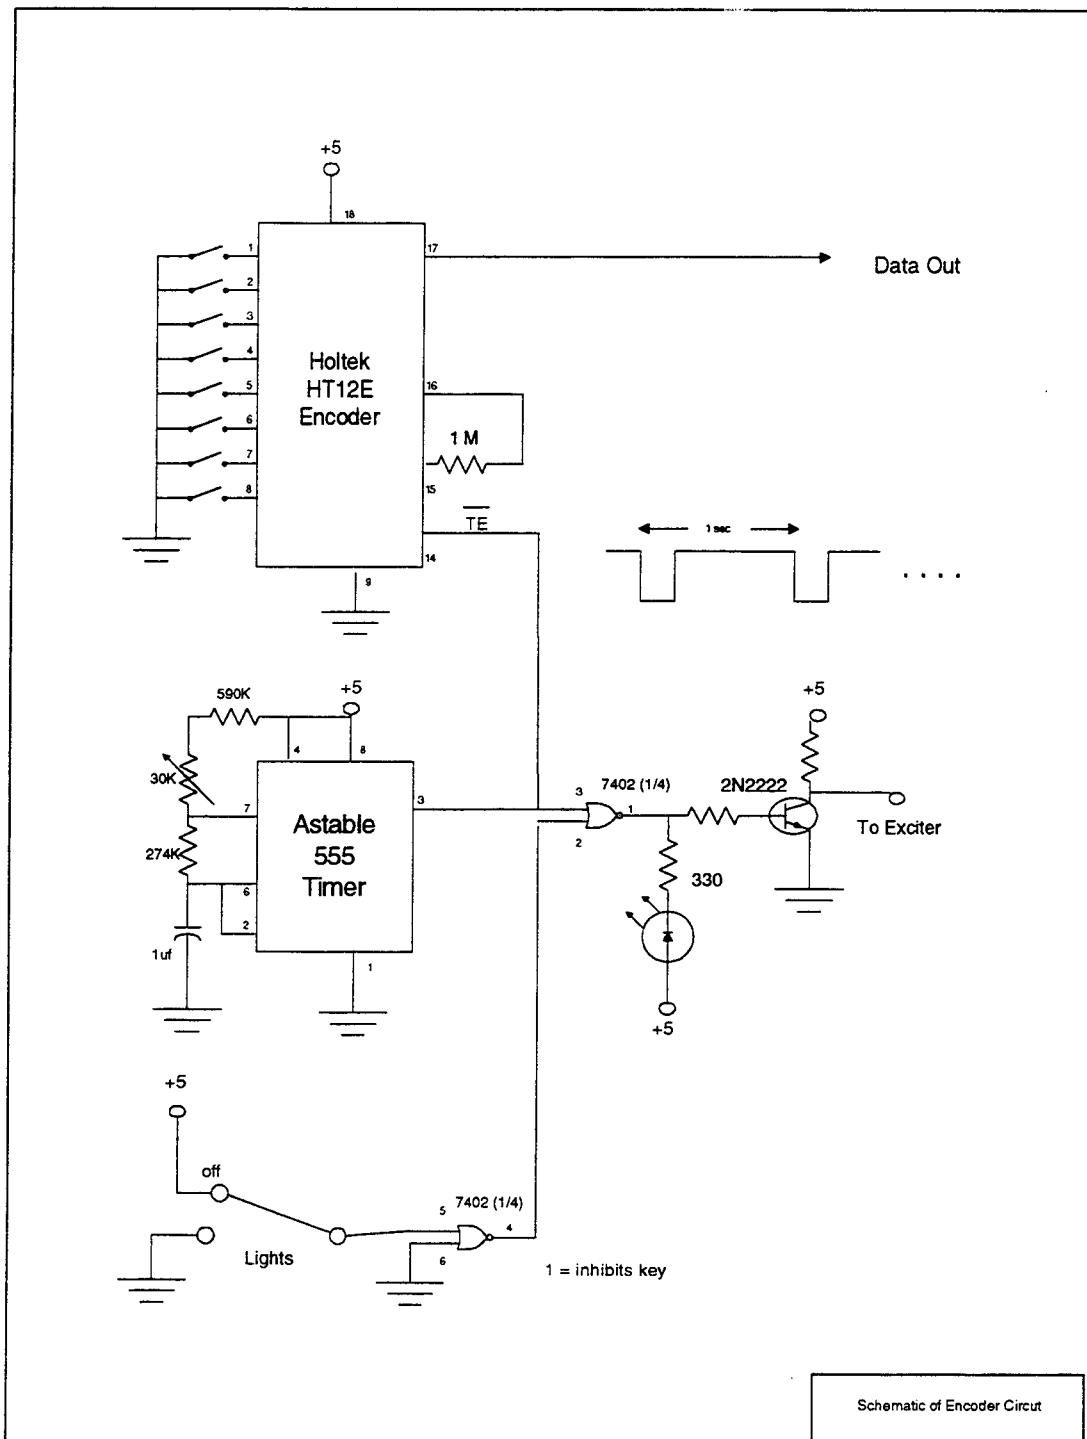 +5
18
1
17
Data Out
2
3
4
Holtek
HT12E
Encoder
5
16
6
1 M
7
8
15
TE
14
1 sec
. . . .
9
590K
+5
+5
4
8
30K
7402 (1/4)
2N2222
3
3
7
1
Astable
555
Timer
To Exciter
2
274K
330
6
2
1uf
1
+5
+5
off
7402 (1/4)
5
4
Lights
6
1 = inhibits key
Schematic of Encoder Circut